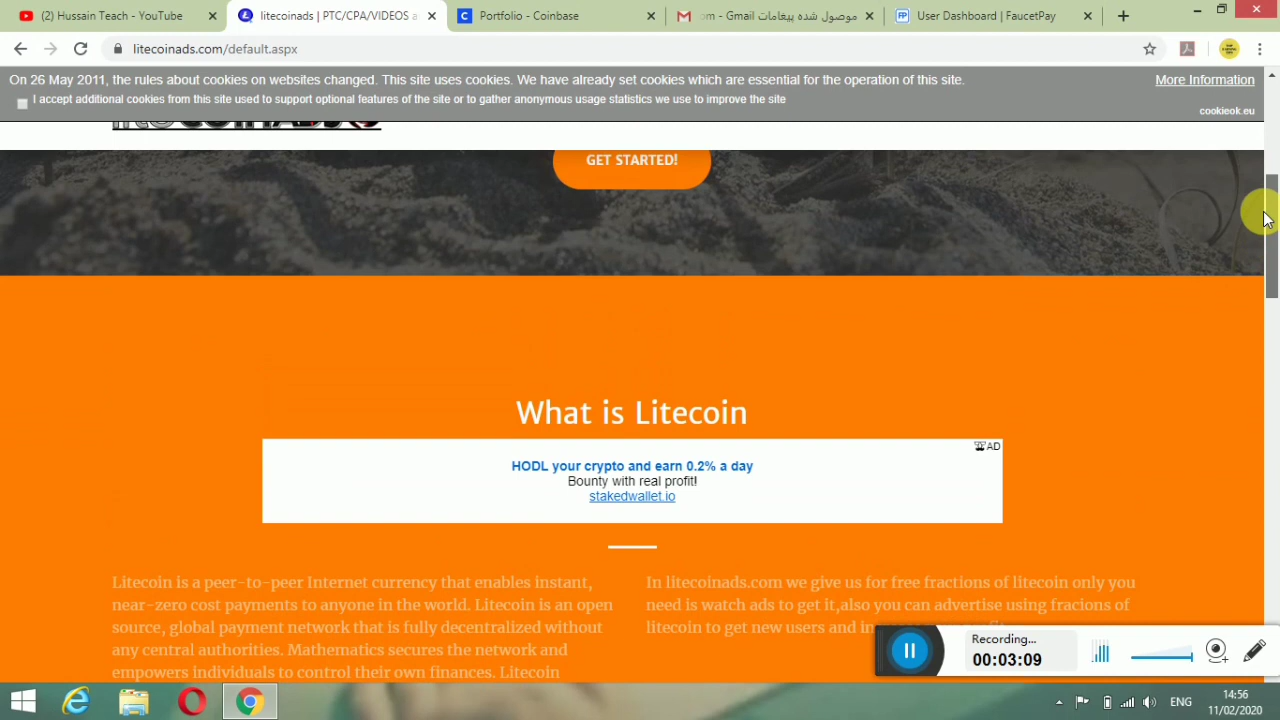 (2) Hussain Teach - YouTube
litecoinads | PTC/CPA/VIDEOS a
Portfolio - Coinbase
موصول شدہ پیغامات - Gmail
User Dashboard | FaucetPay
litecoinads.com/default.aspx
On 26 May 2011, the rules about cookies on websites changed. This site uses cookies. We have already set cookies which are essential for the operation of this site.
More Information
I accept additional cookies from this site used to support optional features of the site or to gather anonymous usage statistics we use to improve the site
cookieok.eu
GET STARTED!
What is Litecoin
AD
HODL your crypto and earn 0.2% a day
Bounty with real profit!
stakedwallet.io
Litecoin is a peer-to-peer Internet currency that enables instant,
near-zero cost payments to anyone in the world. Litecoin is an open
source, global payment network that is fully decentralized without
any central authorities. Mathematics secures the network and
empowers individuals to control their own finances. Litecoin
In litecoinads.com we give us for free fractions of litecoin only you
need is watch ads to get it,also you can advertise using fracions of
litecoin to get new users and in
Recording...
00:03:09
ENG
14:56
11/02/2020